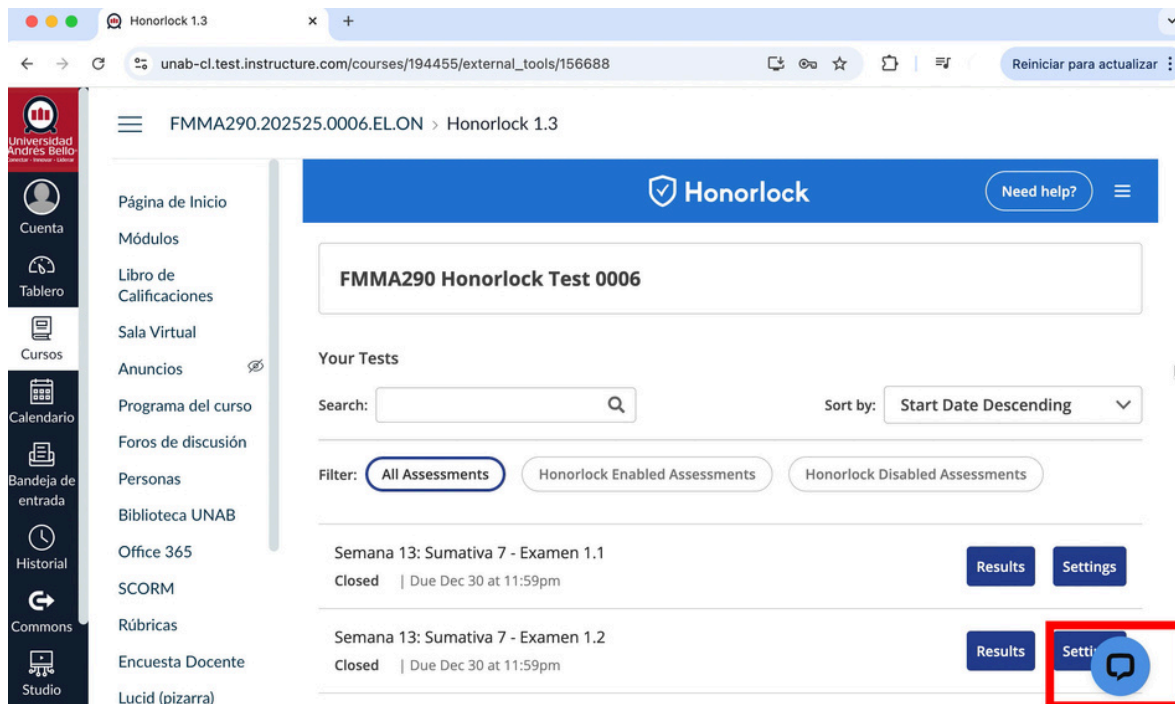 Honorlock 1.3
unab-cl.test.instructure.com/courses/194455/external_tools/156688
Reiniciar para actualizar
Universidad
Andrés Bello
Conectar - Innovar - Liderar
FMMA290.202525.0006.EL.ON > Honorlock 1.3
Cuenta
Tablero
Cursos
Calendario
Bandeja de
entrada
Historial
Commons
Studio
Página de Inicio
Módulos
Libro de
Calificaciones
Sala Virtual
Anuncios
Programa del curso
Foros de discusión
Personas
Biblioteca UNAB
Office 365
SCORM
Rúbricas
Encuesta Docente
Lucid (pizarra)
Honorlock
Need help?
FMMA290 Honorlock Test 0006
Your Tests
Search:
Sort by: Start Date Descending
Filter: All Assessments Honorlock Enabled Assessments Honorlock Disabled Assessments
Semana 13: Sumativa 7 - Examen 1.1
Closed | Due Dec 30 at 11:59pm
Results Settings
Semana 13: Sumativa 7 - Examen 1.2
Closed | Due Dec 30 at 11:59pm
Results